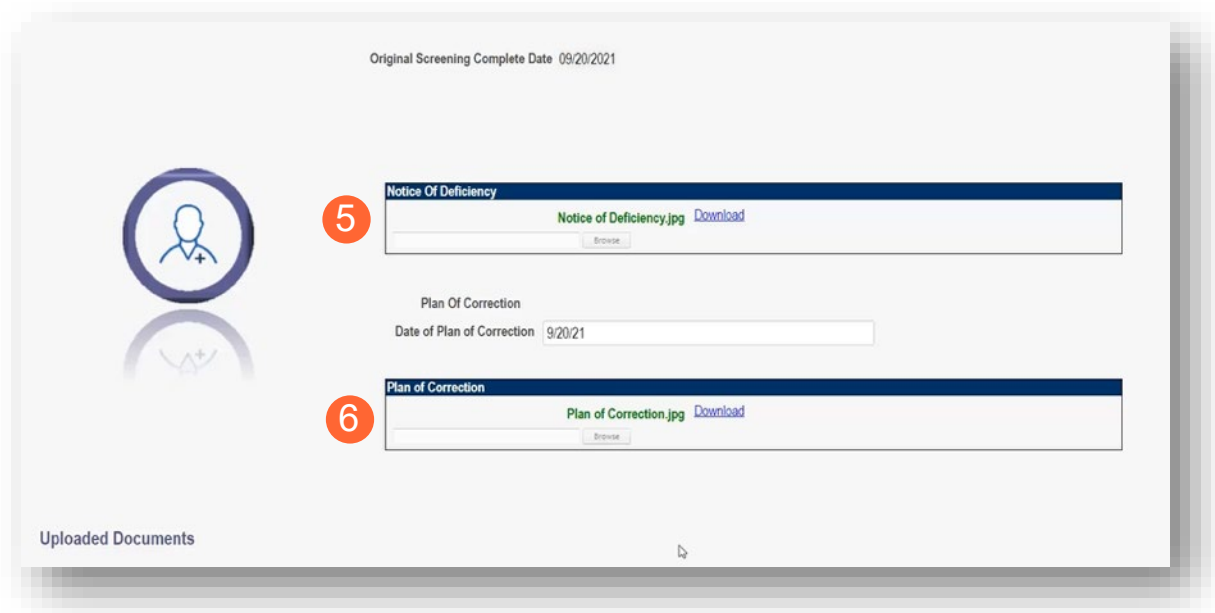 Original Screening Complete Date 09/20/2021
Notice Of Deficiency
5
Notice of Deficiency.jpg Download
Browse
Plan Of Correction
Date of Plan of Correction 9/20/21
Plan of Correction
6
Plan of Correction.jpg Download
Browse
Uploaded Documents